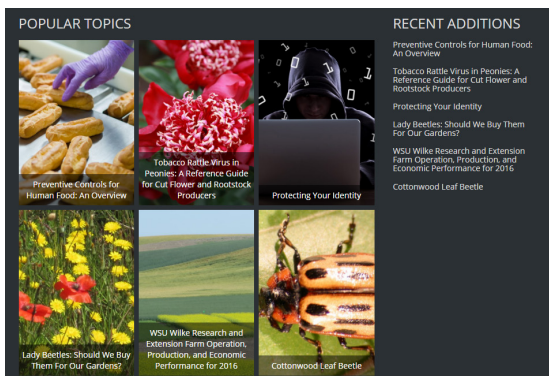 POPULAR TOPICS
Preventive Controls for
Human Food: An Overview
Tobacco Rattle Virus in
Peonies: A Reference Guide
for Cut Flower and Rootstock
Producers
Protecting Your Identity
Lady Beetles: Should We Buy
Them For Our Gardens?
WSU Wilke Research and
Extension Farm Operation,
Production, and Economic
Performance for 2016
Cottonwood Leaf Beetle
RECENT ADDITIONS
Preventive Controls for Human Food:
An Overview
Tobacco Rattle Virus in Peonies: A
Reference Guide for Cut Flower and
Rootstock Producers
Protecting Your Identity
Lady Beetles: Should We Buy Them
For Our Gardens?
WSU Wilke Research and Extension
Farm Operation, Production, and
Economic Performance for 2016
Cottonwood Leaf Beetle